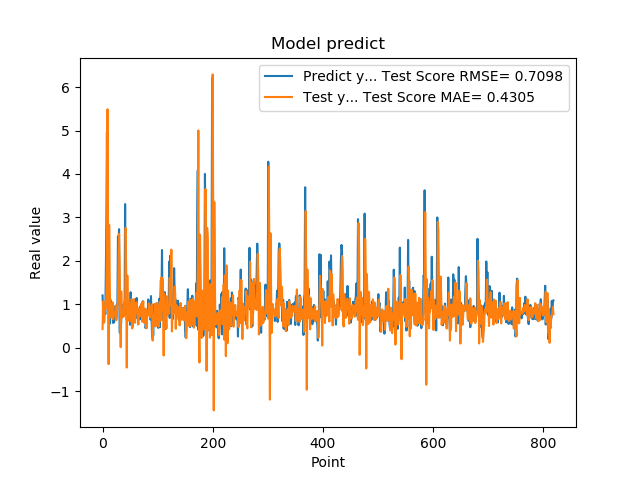 Model predict
Predict y... Test Score RMSE= 0.7098
Test y... Test Score MAE= 0.4305
Real value
6
5
4
3
2
1
0
−1
0 200 400 600 800
Point